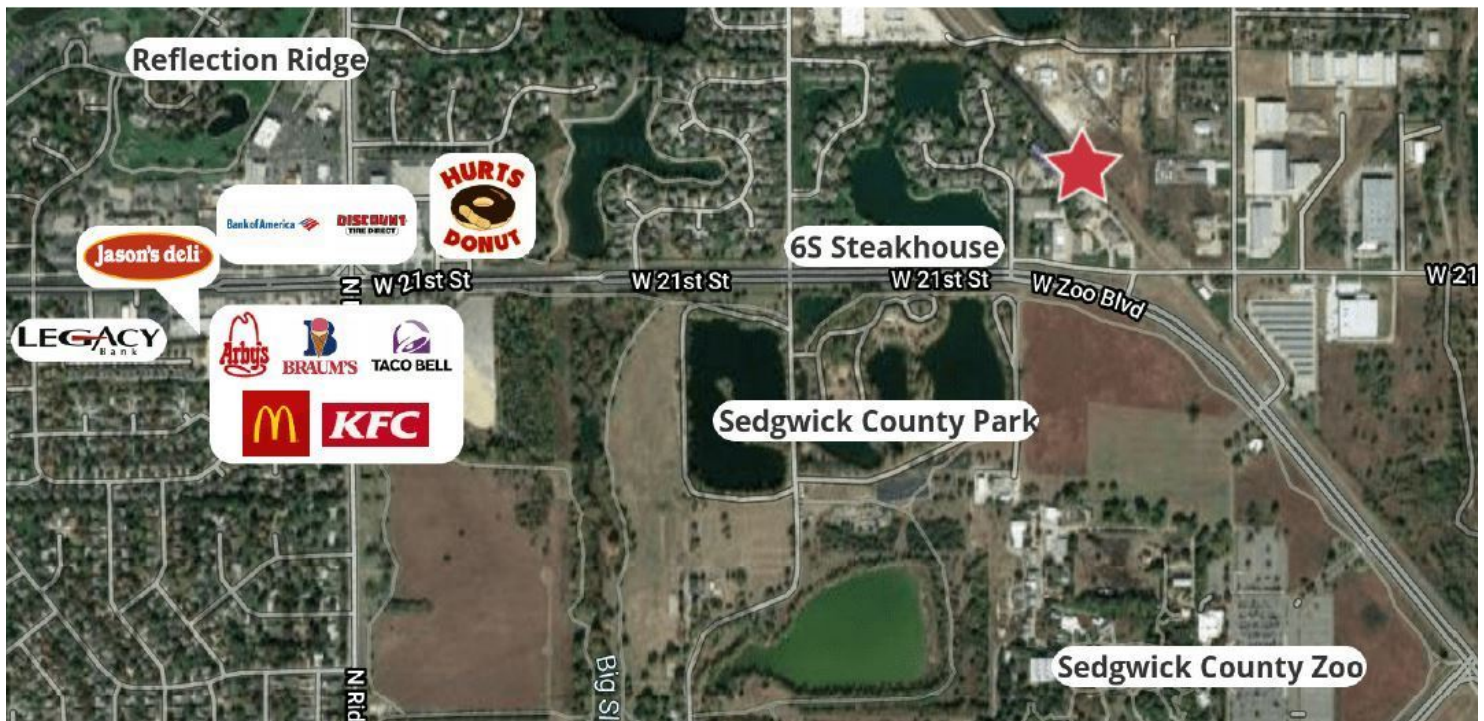 Reflection Ridge
HURTS
DONUT
Bank of America
DISCOUNT
TIRE DIRECT
Jason's deli
6S Steakhouse
W 21st St
W 21st St
W 21st St
W 21
W Zoo Blvd
LEGACY
Bank
Arby's
BRAUM'S
TACO BELL
KFC
Sedgwick County Park
Sedgwick County Zoo
N Rid
Big Sl